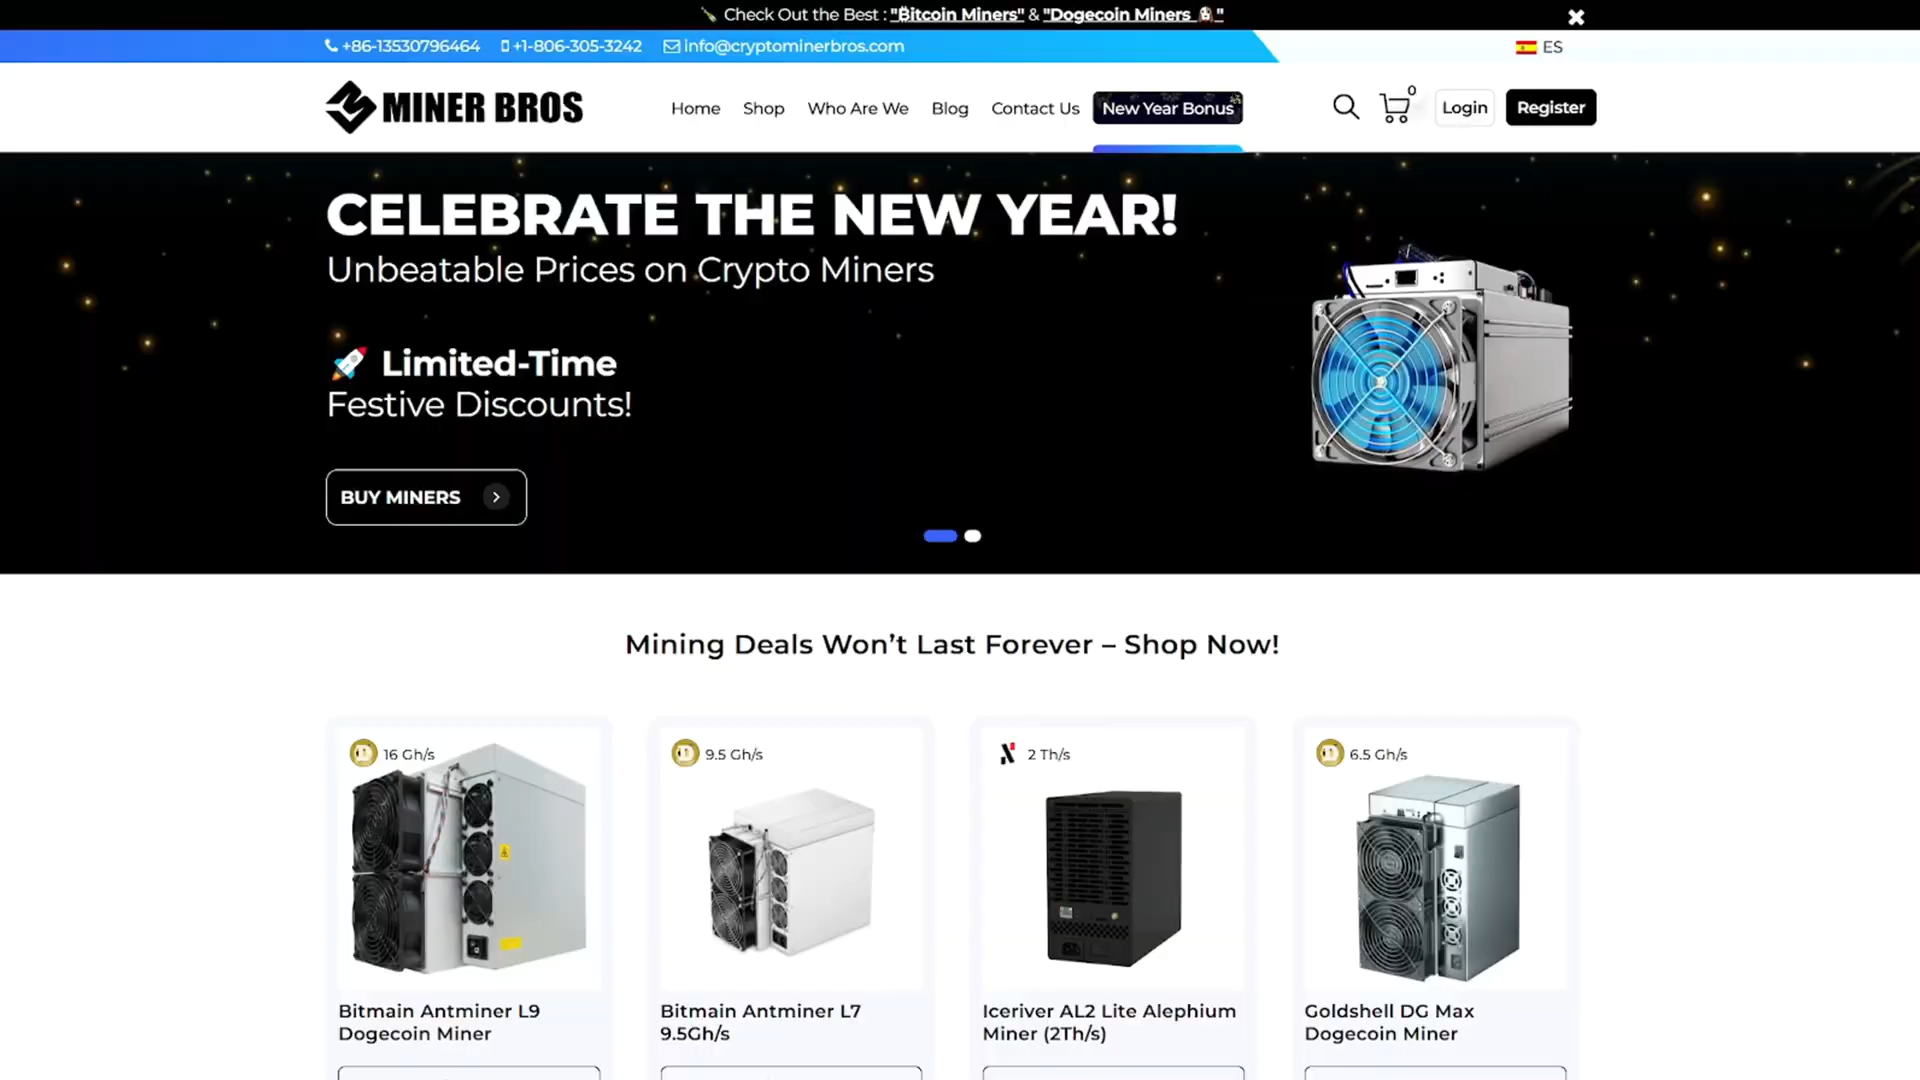 Check Out the Best : "₿itcoin Miners" & "Dogecoin Miners"
+86-13530796464 +1-806-305-3242 info@cryptominerbros.com ES
MINER BROS Home Shop Who Are We Blog Contact Us New Year Bonus 0 Login Register
CELEBRATE THE NEW YEAR!
Unbeatable Prices on Crypto Miners
🚀 Limited-Time
Festive Discounts!
BUY MINERS
Mining Deals Won’t Last Forever – Shop Now!
16 Gh/s
9.5 Gh/s
2 Th/s
6.5 Gh/s
Bitmain Antminer L9
Dogecoin Miner
Bitmain Antminer L7
9.5Gh/s
Iceriver AL2 Lite Alephium
Miner (2Th/s)
Goldshell DG Max
Dogecoin Miner